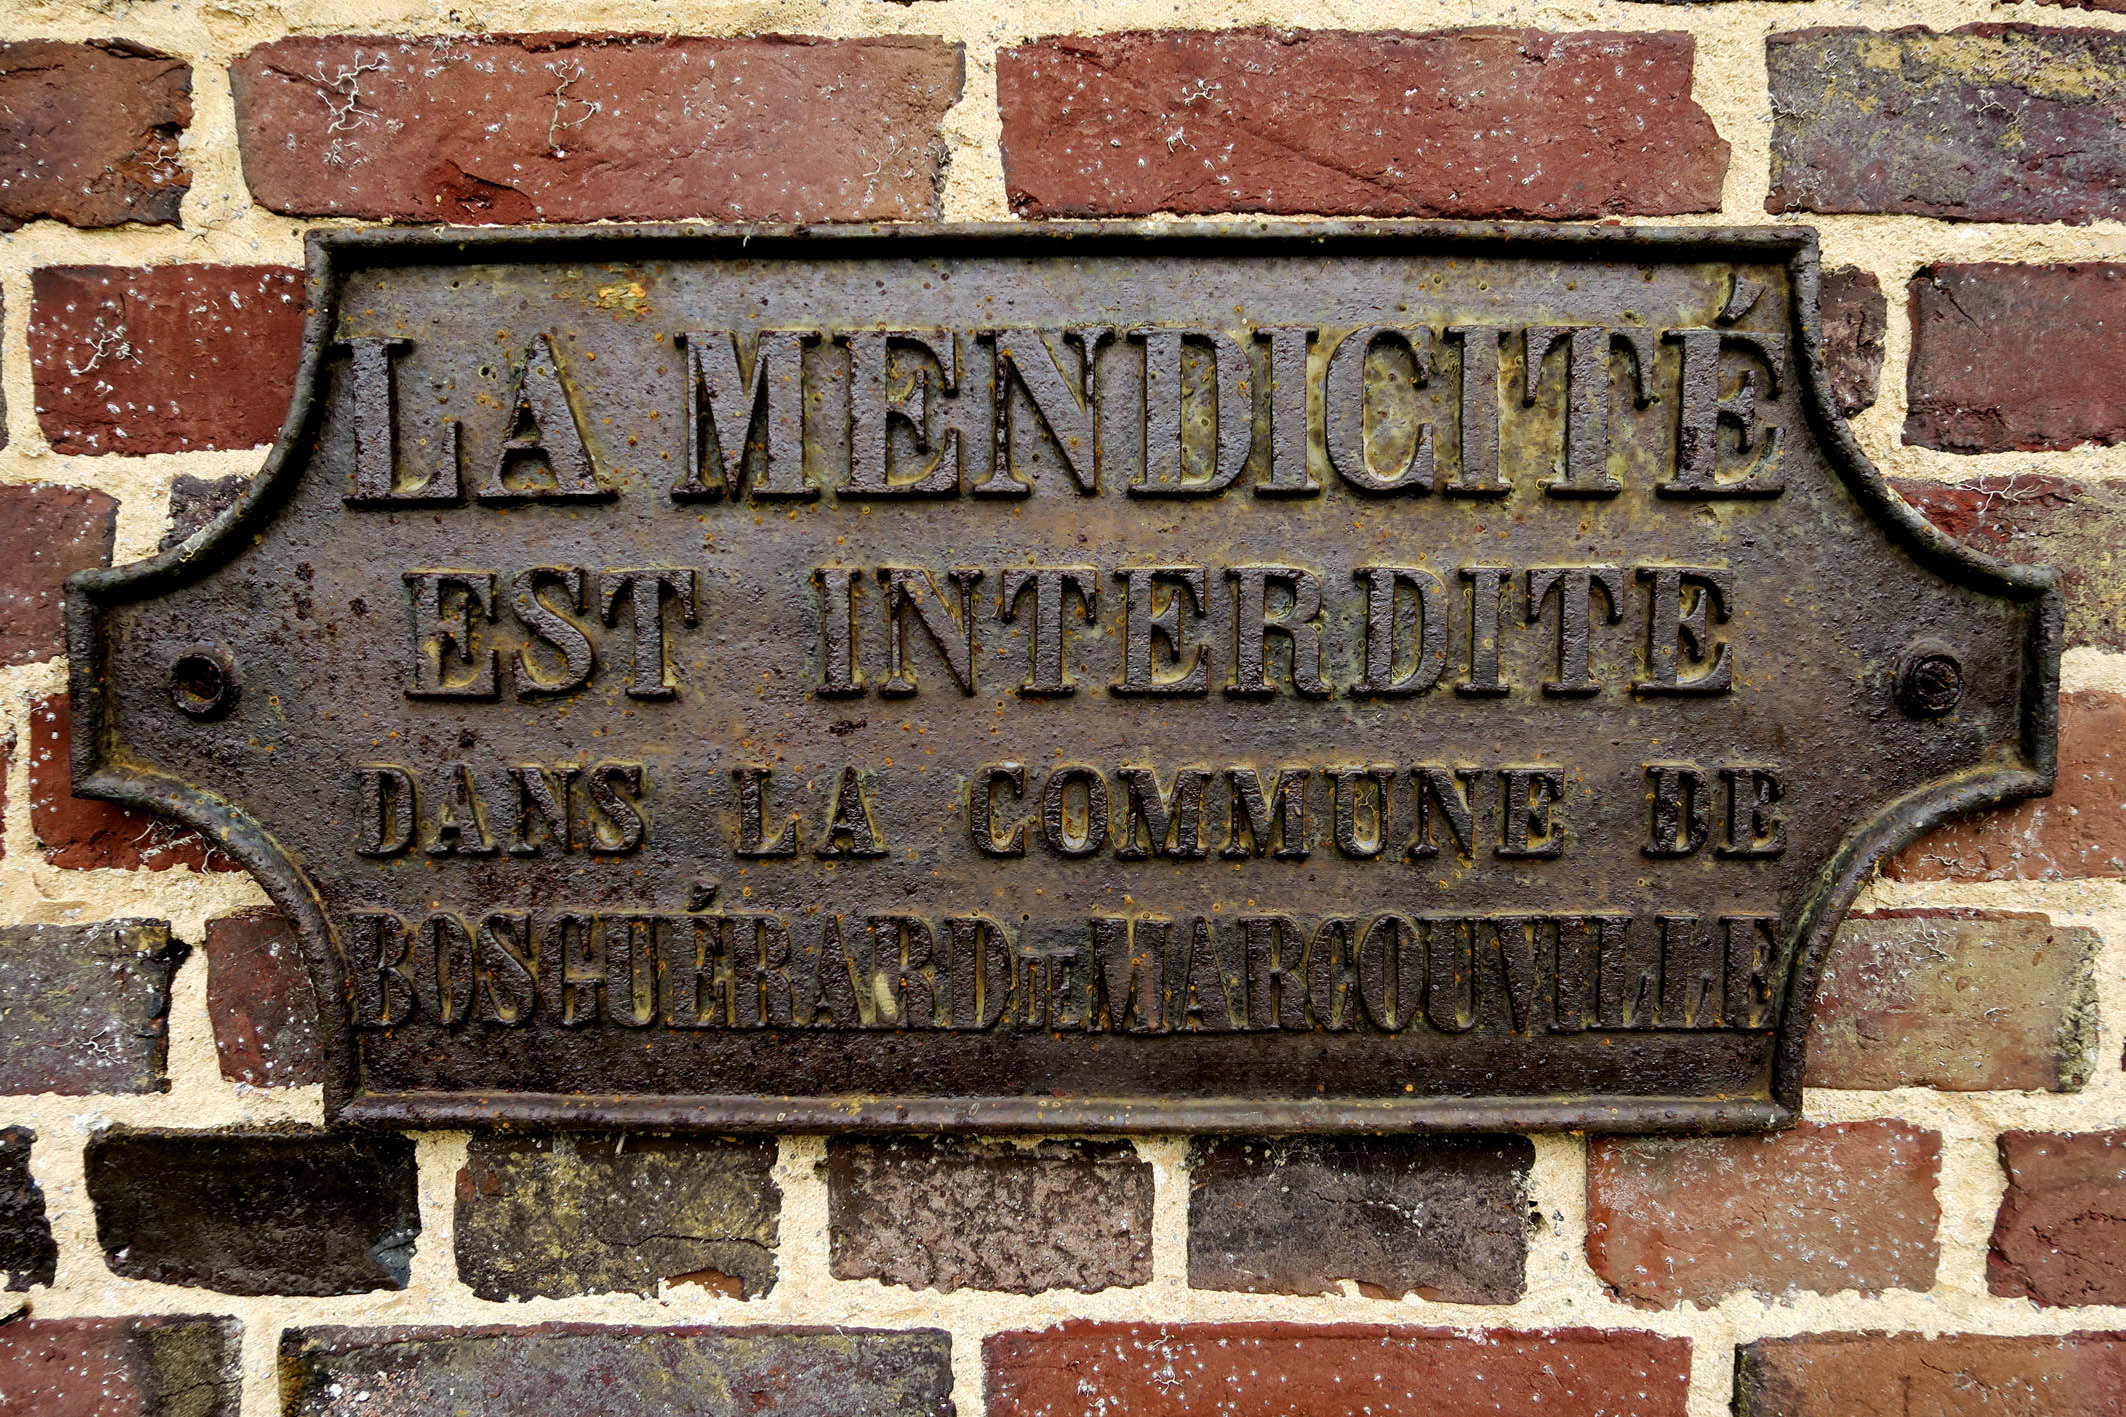 LA MENDICITÉ
EST INTERDITE
DANS LA COMMUNE DE
BOSGUÉRARD DE MARCOUVILLE